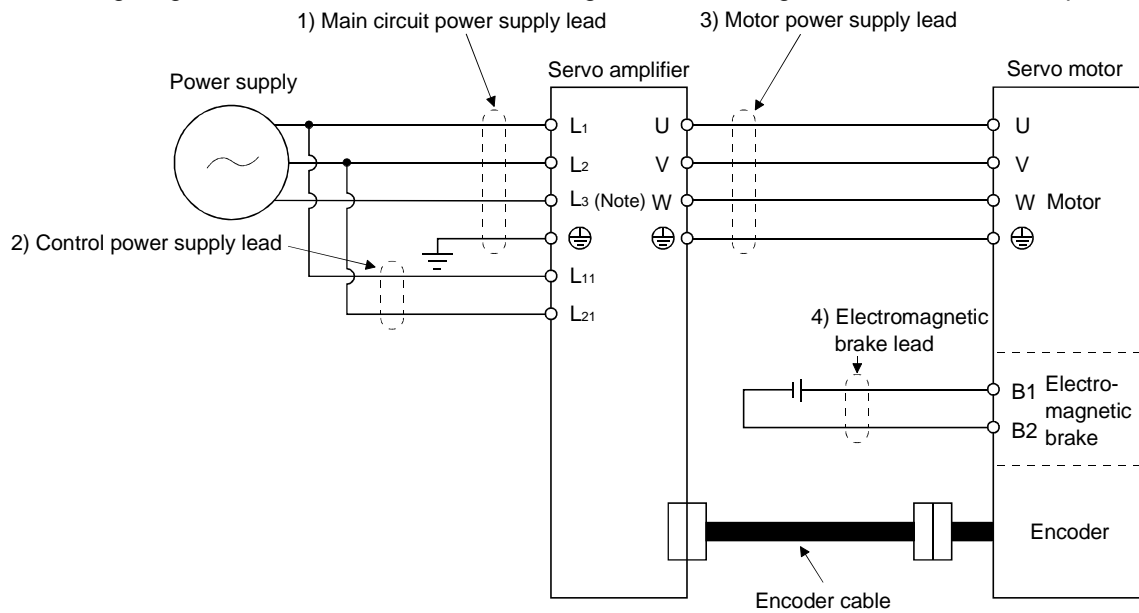 1) Main circuit power supply lead
3) Motor power supply lead
Power supply
Servo amplifier
Servo motor
L1
U
U
L2
V
V
L3 (Note)
W
W Motor
2) Control power supply lead
L11
L21
4) Electromagnetic
brake lead
B1
Electro-
magnetic
B2
brake
Encoder
Encoder cable